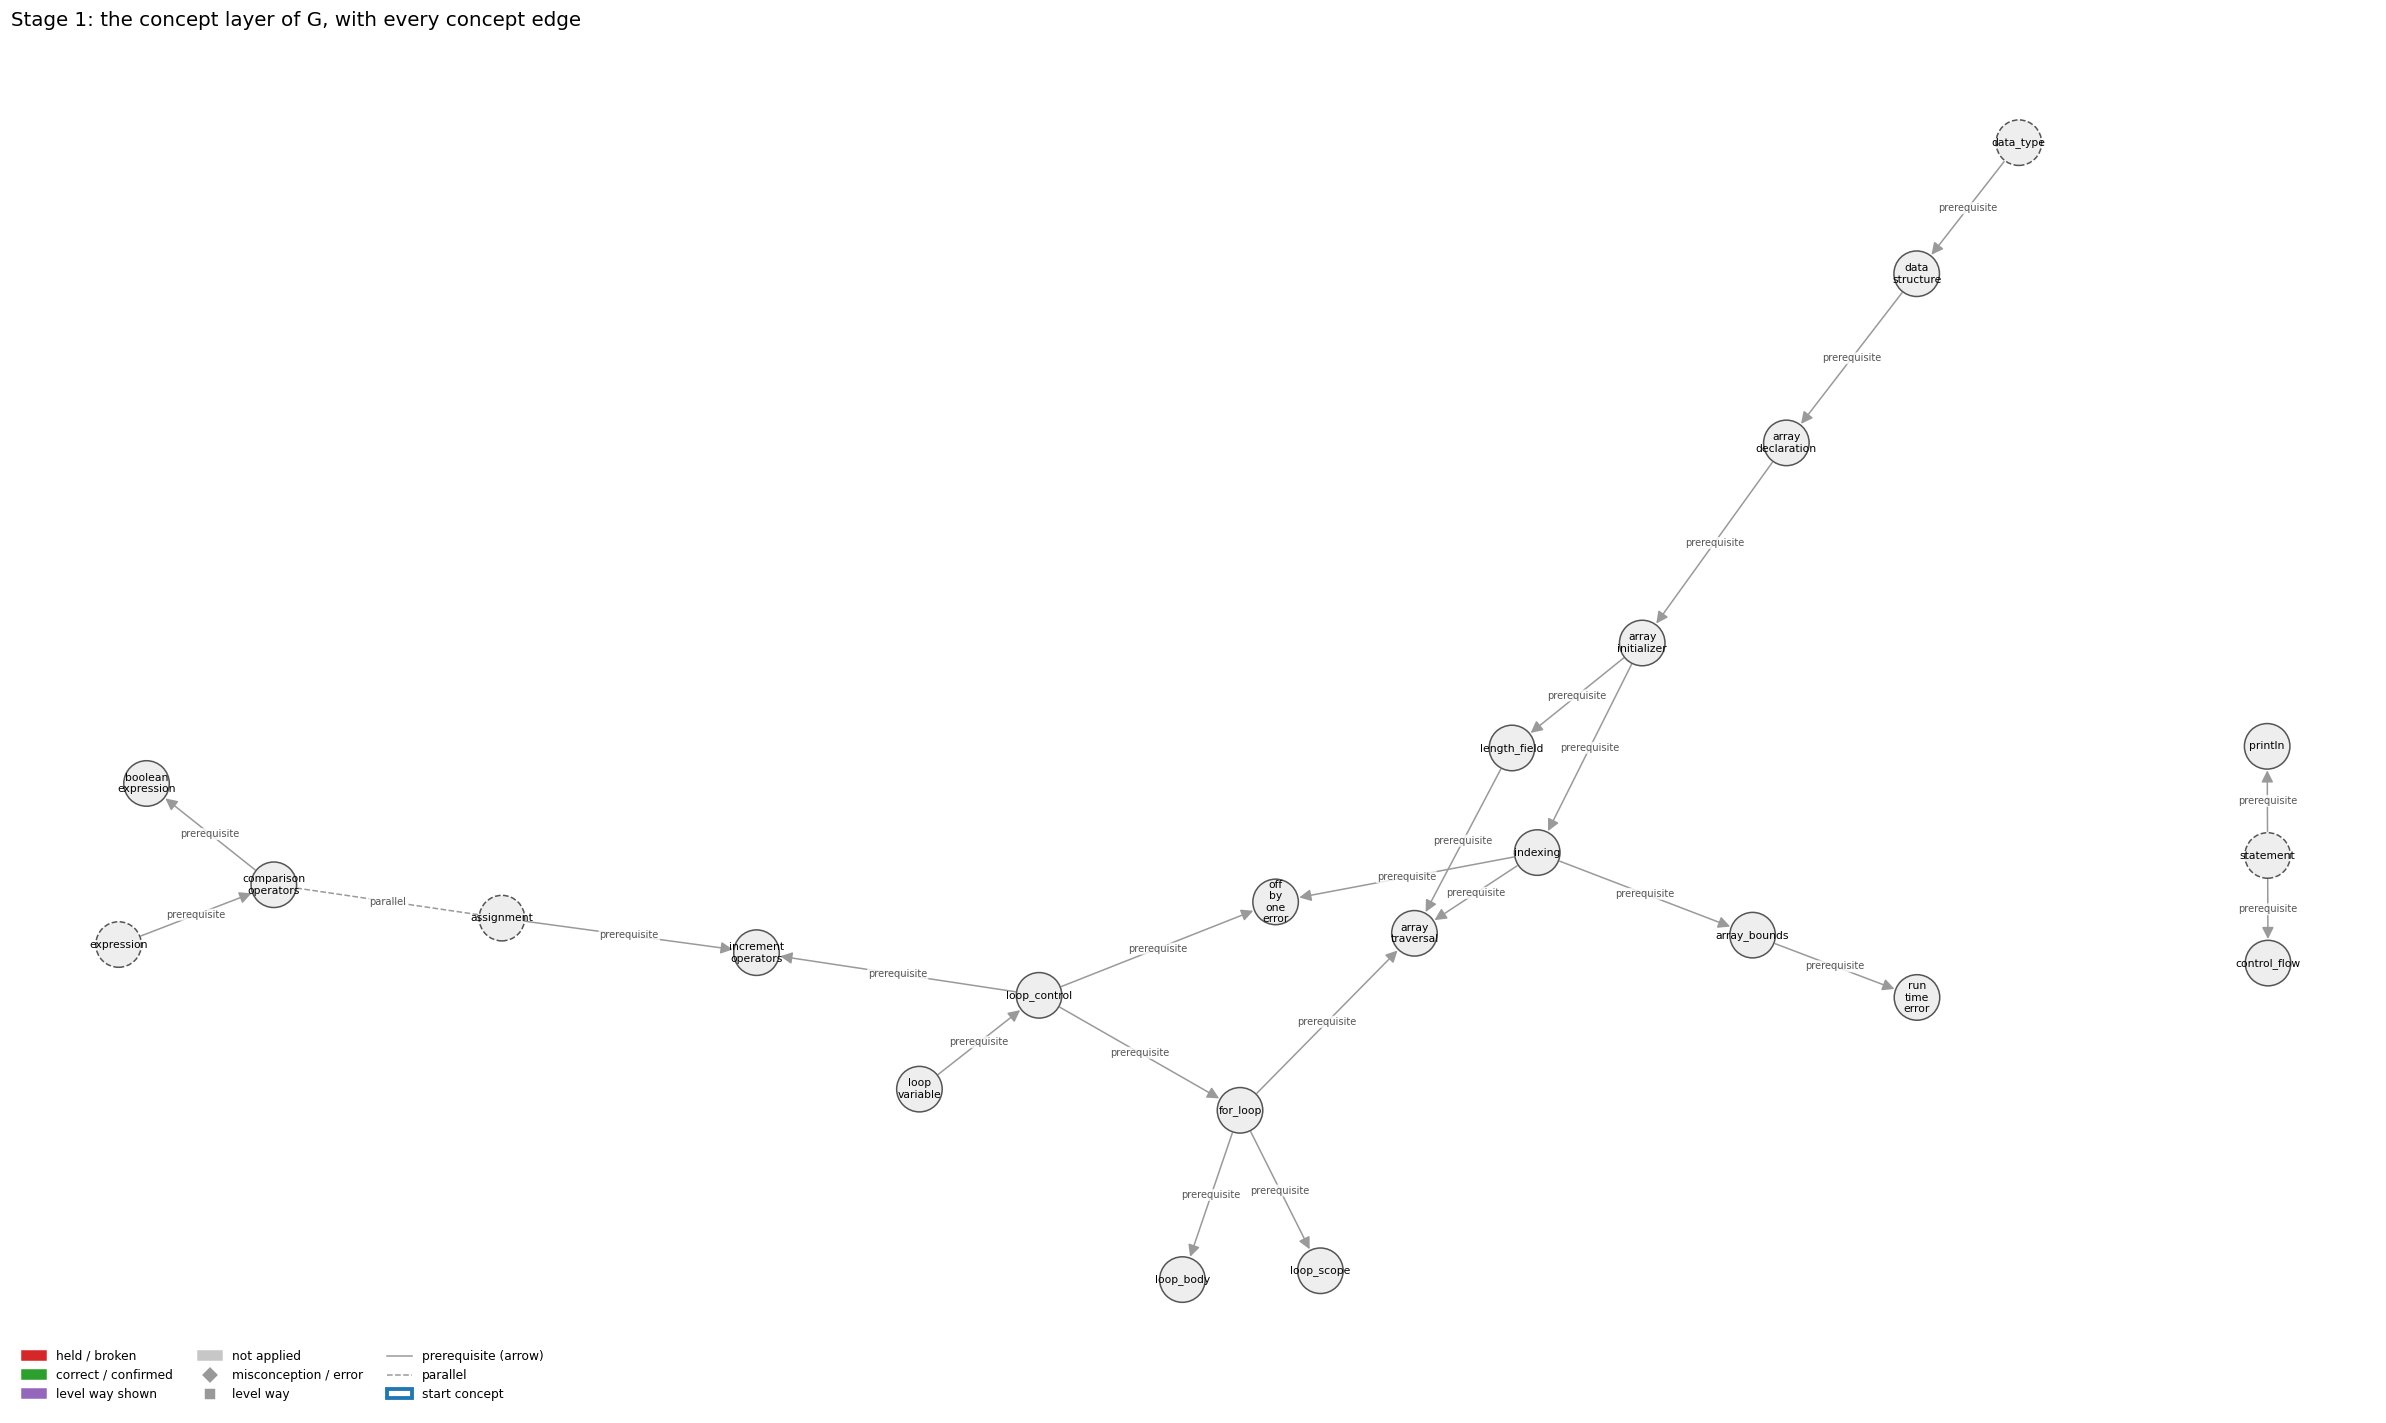 Stage 1: the concept layer of G, with every concept edge
data_type
prerequisite
data
structure
prerequisite
array
declaration
prerequisite
array
initializer
prerequisite
length_field
prerequisite
println
boolean
expression
prerequisite
prerequisite
prerequisite
indexing
statement
comparison
operators
prerequisite
off
by
one
error
prerequisite
prerequisite
parallel
prerequisite
prerequisite
assignment
array
traversal
array_bounds
expression
prerequisite
increment
operators
prerequisite
prerequisite
control_flow
prerequisite
loop_control
run
time
error
prerequisite
prerequisite
prerequisite
loop
variable
for_loop
prerequisite
prerequisite
loop_body
loop_scope
held / broken
correct / confirmed
level way shown
not applied
misconception / error
level way
prerequisite (arrow)
parallel
start concept